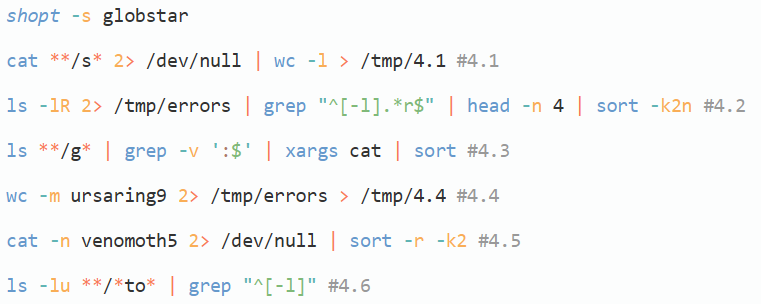 shopt -s globstar
cat **/s* 2> /dev/null | wc -l > /tmp/4.1 #4.1
ls -lR 2> /tmp/errors | grep "^[-l].*r$" | head -n 4 | sort -k2n #4.2
ls **/g* | grep -v ':$' | xargs cat | sort #4.3
wc -m ursaring9 2> /tmp/errors > /tmp/4.4 #4.4
cat -n venomoth5 2> /dev/null | sort -r -k2 #4.5
ls -lu **/*to* | grep "^[-l]" #4.6